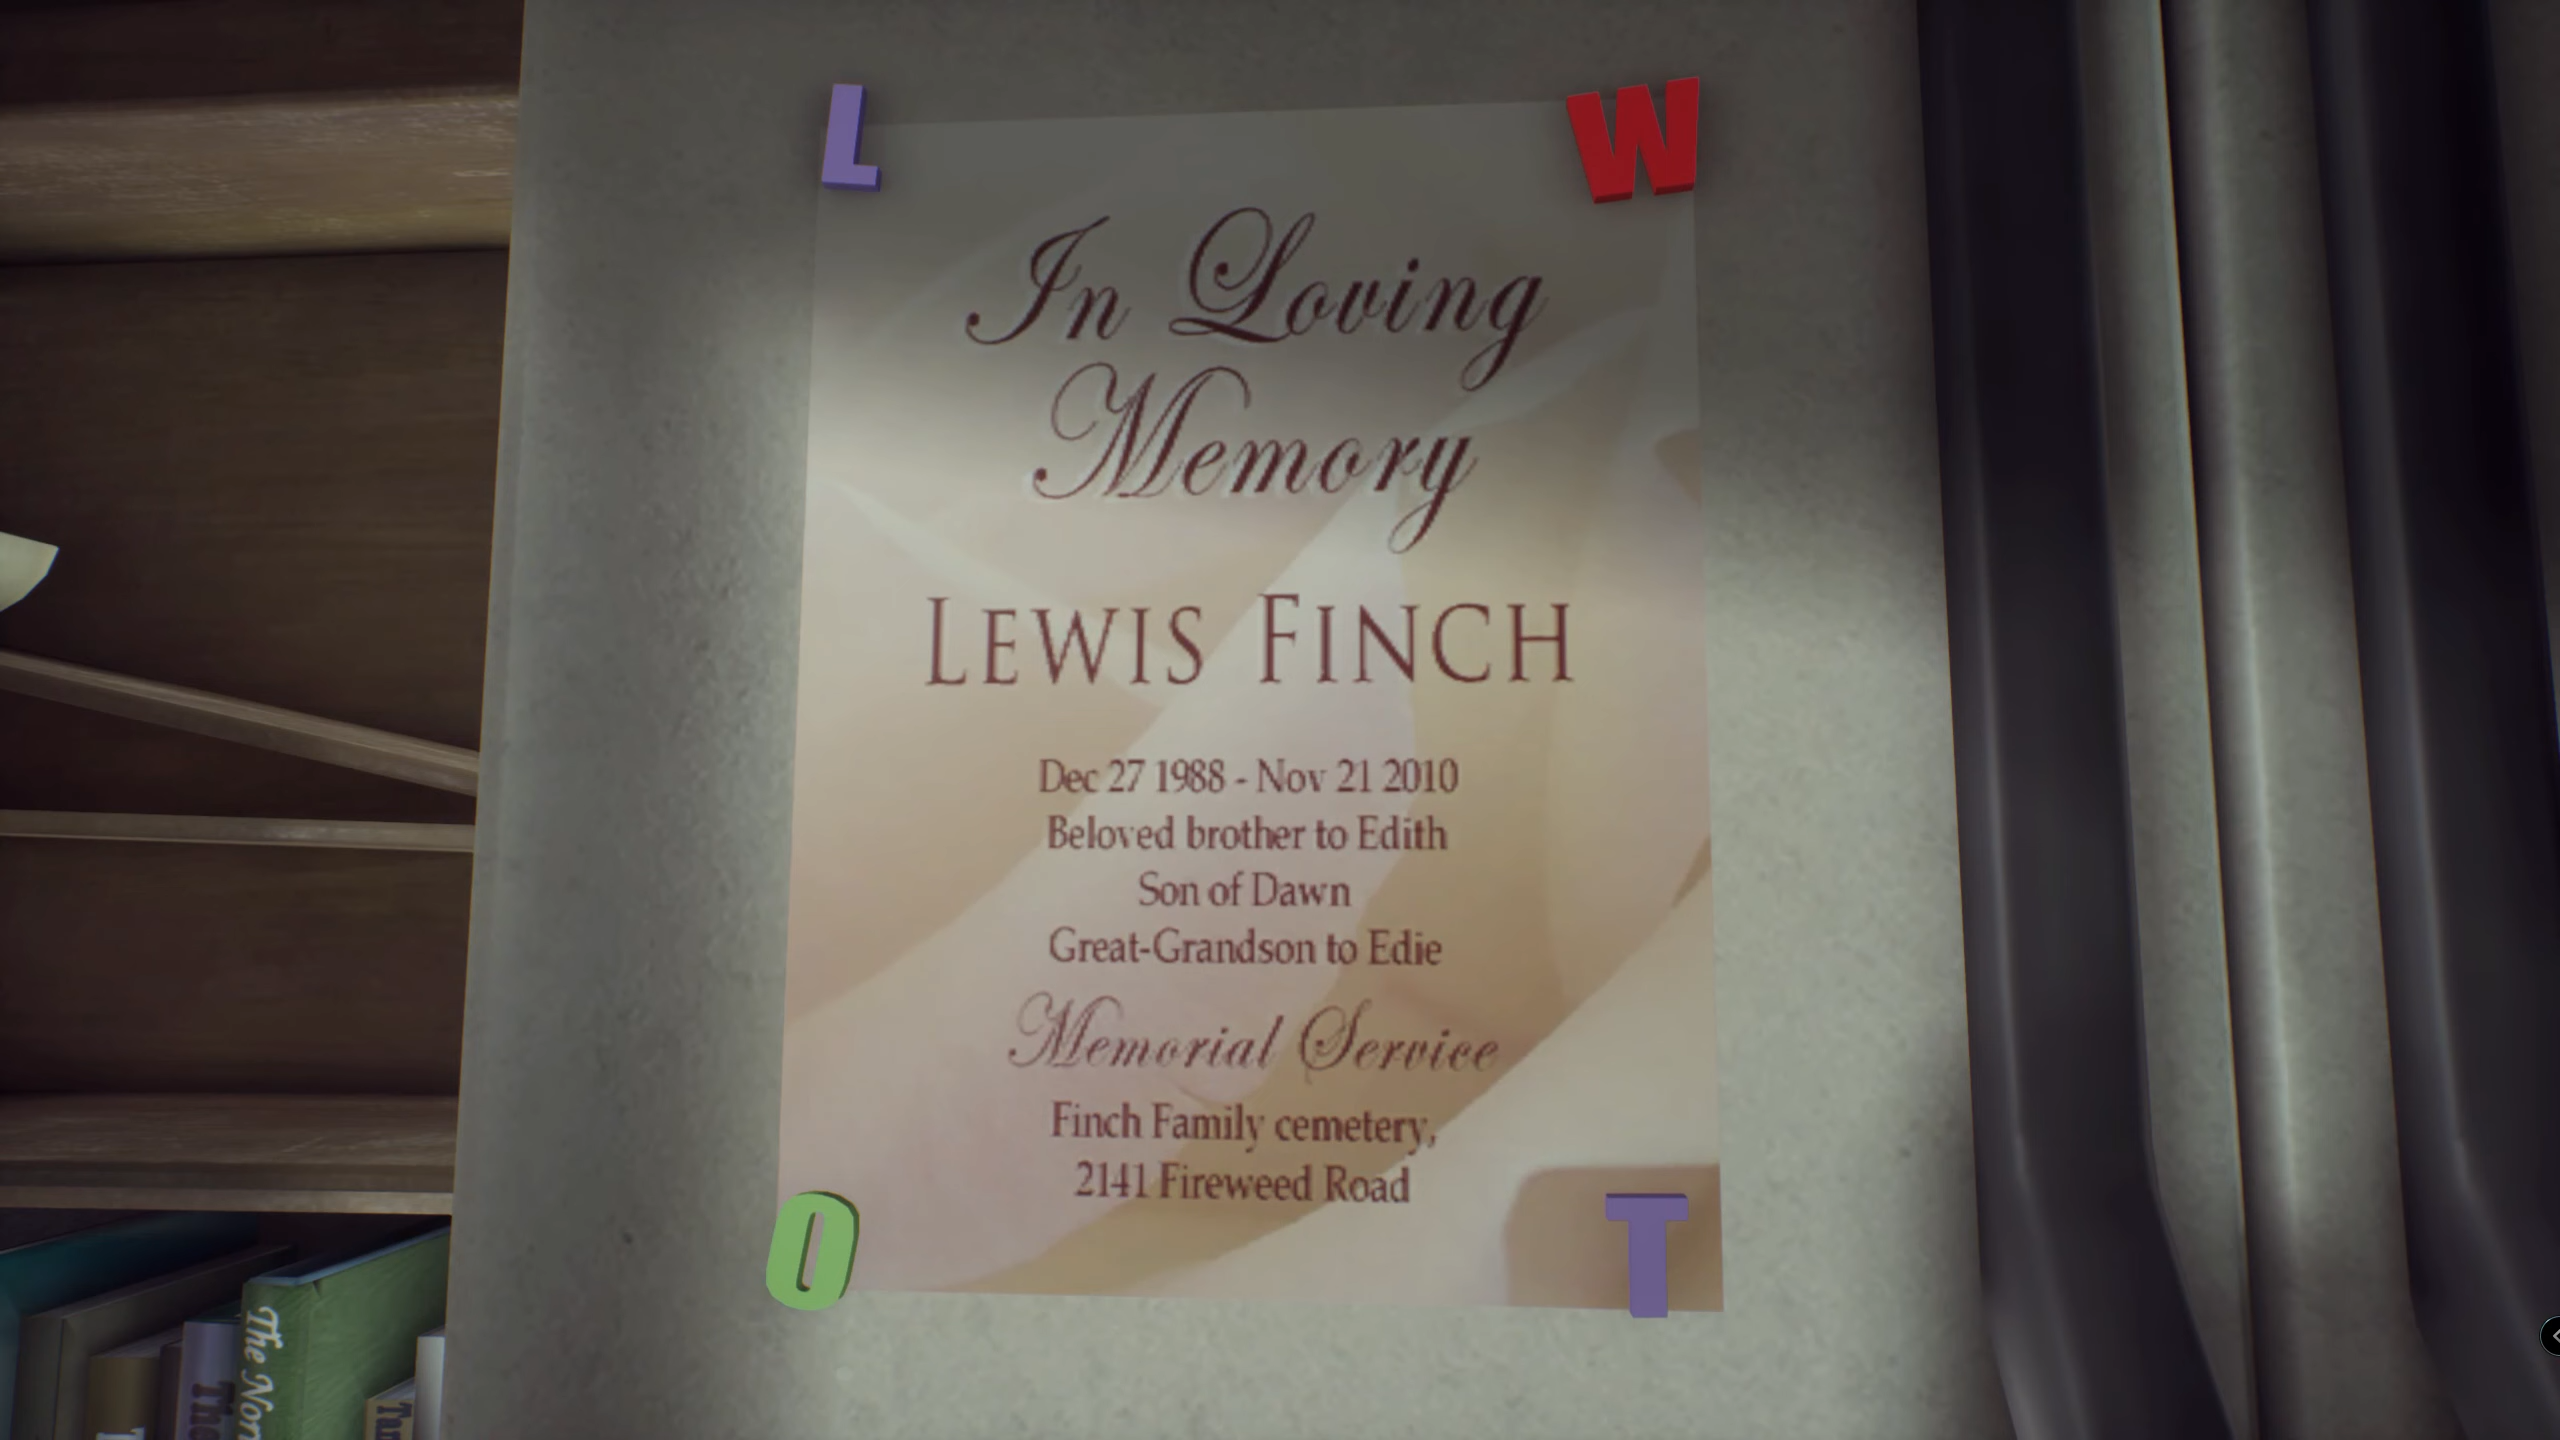 L W
In Loving
Memory
LEWIS FINCH
Dec 27 1988 - Nov 21 2010
Beloved brother to Edith
Son of Dawn
Great-Grandson to Edie
Memorial Service
Finch Family cemetery,
2141 Fireweed Road
O T
The